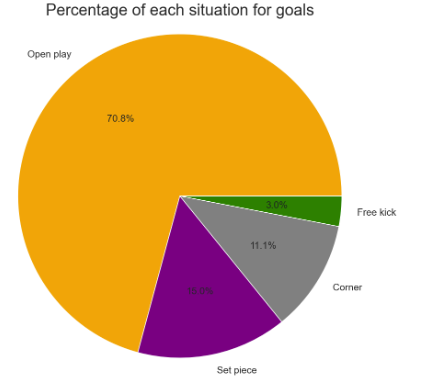 Percentage of each situation for goals
Open play
70.8%
3.0%
Free kick
11.1%
Corner
Set piece